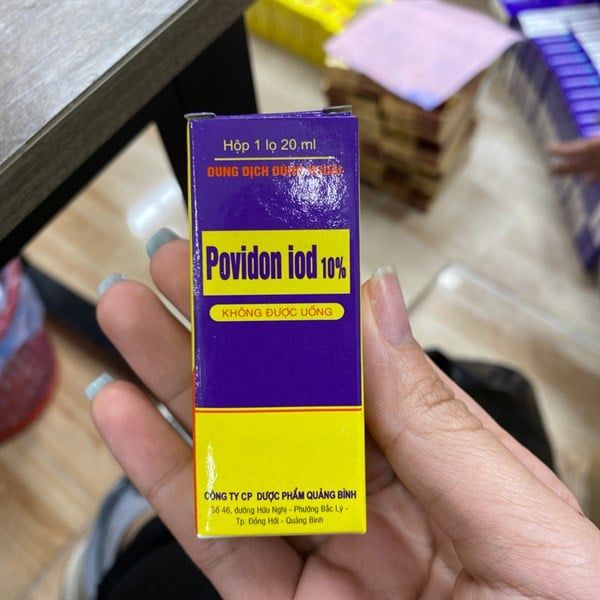 Hộp 1 lọ 20 ml
DUNG DỊCH DÙNG NGOÀI
Povidon iod 10%
KHÔNG ĐƯỢC UỐNG
CÔNG TY CP DƯỢC PHẨM QUẢNG BÌNH
Số 46, đường Hữu Nghị - Phường Bắc Lý -
Tp. Đồng Hới - Quảng Bình